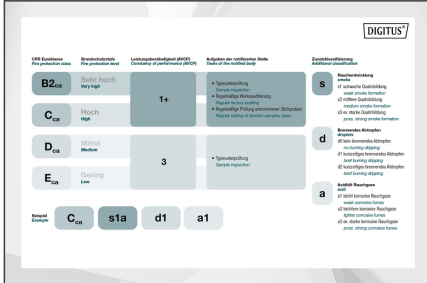 DIGITUS®
CPR Euroklasse
Fire protection class
Brandschutzstufe
Fire protection level
Leistungsbeständigkeit (AVCP)
Constancy of performance (AVCP)
Aufgaben der notifizierten Stelle
Tasks of the notified body
Zusatzklassifizierung
Additional classification
B2ca
Sehr hoch
Very high
Cca
Hoch
High
1+
• Typmusterprüfung
Sample inspection
• Regelmäßige Werksauditierung
Regular factory auditing
• Regelmäßige Prüfung entnommener Stichproben
Regular testing of random samples taken
Dca
Mittel
Medium
Eca
Gering
Low
3
• Typmusterprüfung
Sample inspection
s
Rauchentwicklung
smoke
s1 schwache Qualmbildung
weak smoke formation
s2 mittlere Qualmbildung
medium smoke formation
s3 ev. starke Qualmbildung
poss. strong smoke formation
d
Brennendes Abtropfen
droplets
d0 kein brennendes Abtropfen
no burning dripping
d1 kurzzeitiges brennendes Abtropfen
brief burning dripping
d2 kurzzeitiges brennendes Abtropfen
brief burning dripping
a
Acidität Rauchgase
acid
a1 leicht korrosive Rauchgase
weak corrosive fumes
a2 leichtere korrosive Rauchgase
lighter corrosive fumes
a3 ev. starke korrosive Rauchgase
poss. strong corrosive fumes
Beispiel
Example
Cca s1a d1 a1